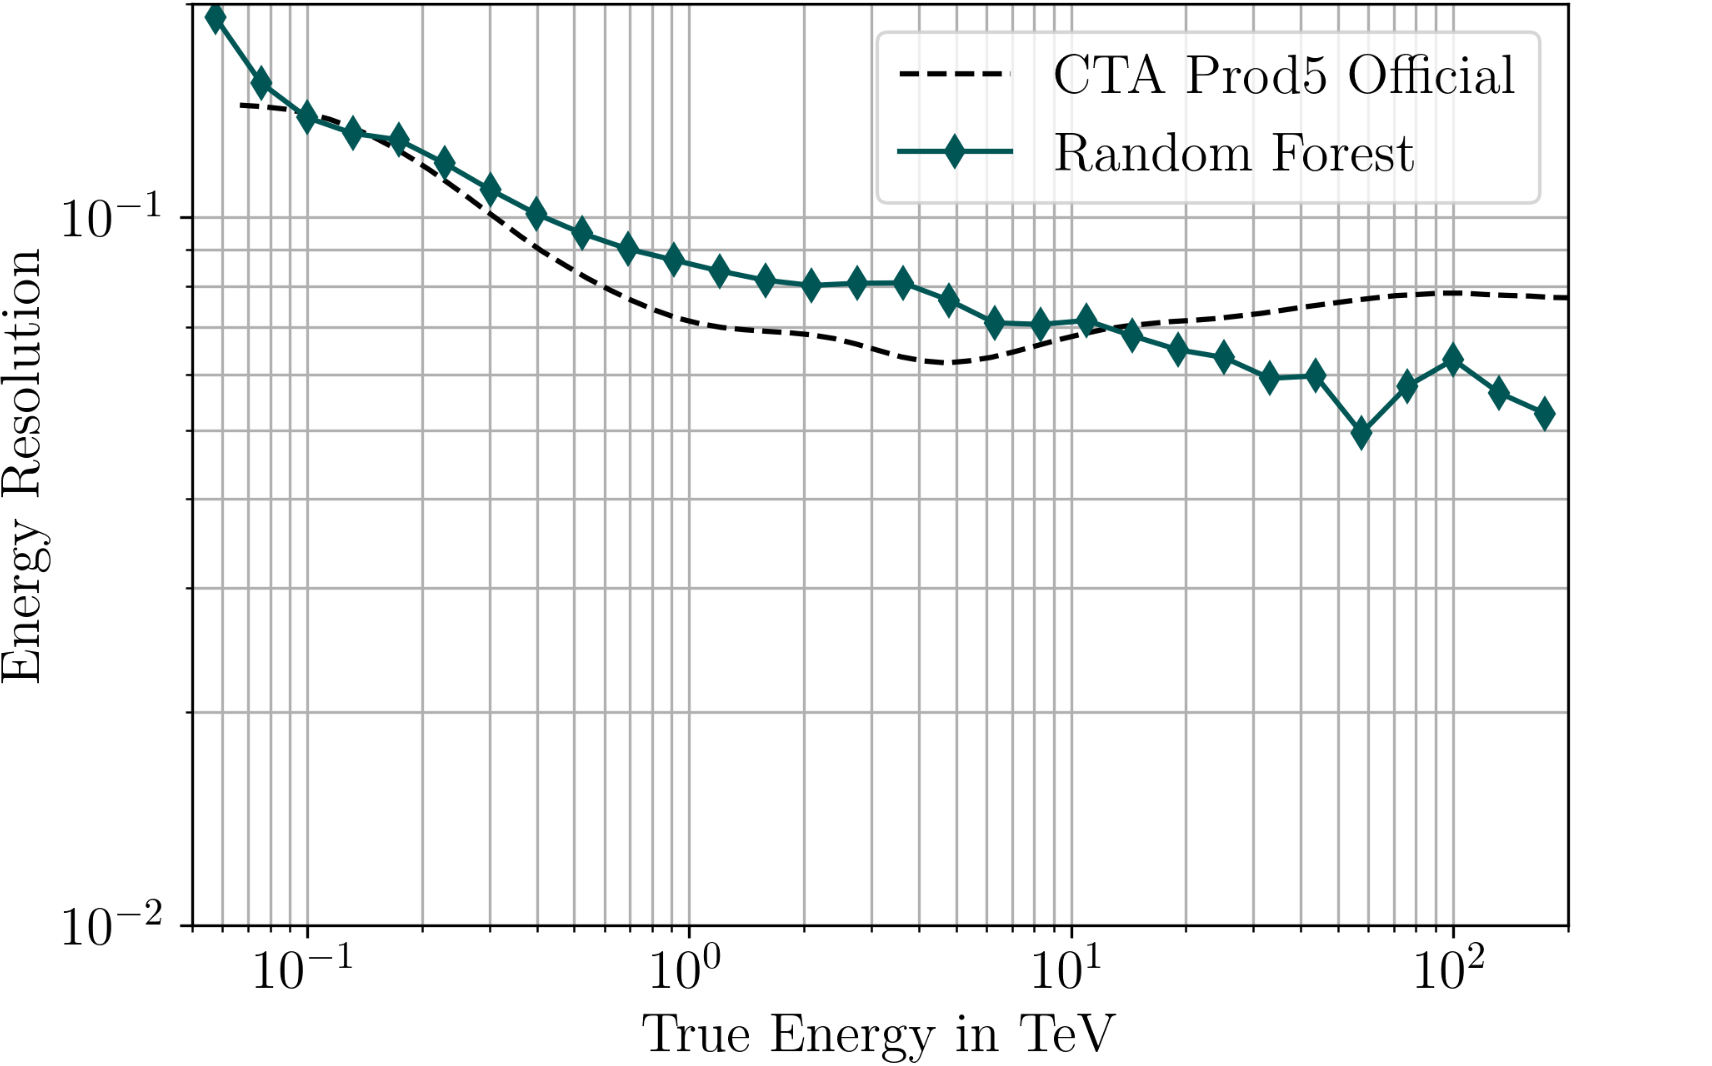 CTA Prod5 Official
Random Forest
Energy Resolution
10⁻¹
10⁻²
10⁻¹ 10⁰ 10¹ 10²
True Energy in TeV